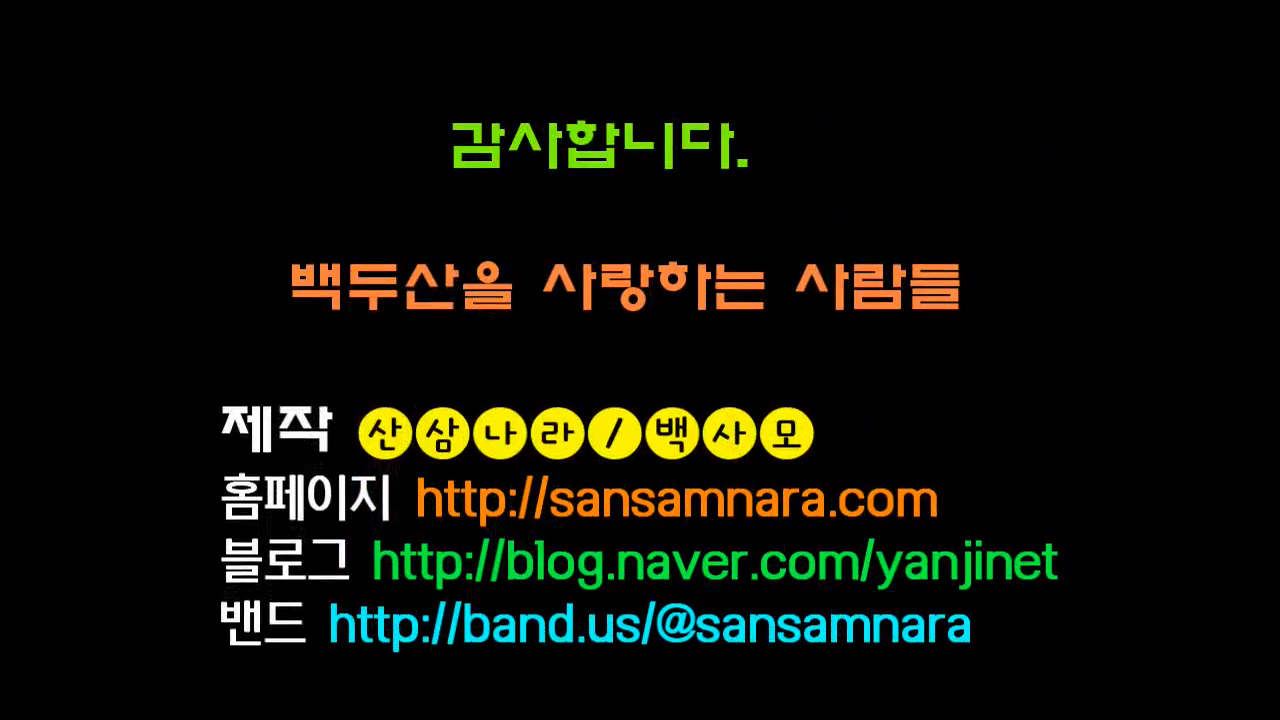 감사합니다.
백두산을 사랑하는 사람들
제작 산삼나라/백사모
홈페이지 http://sansamnara.com
블로그 http://blog.naver.com/yanjinet
밴드 http://band.us/@sansamnara